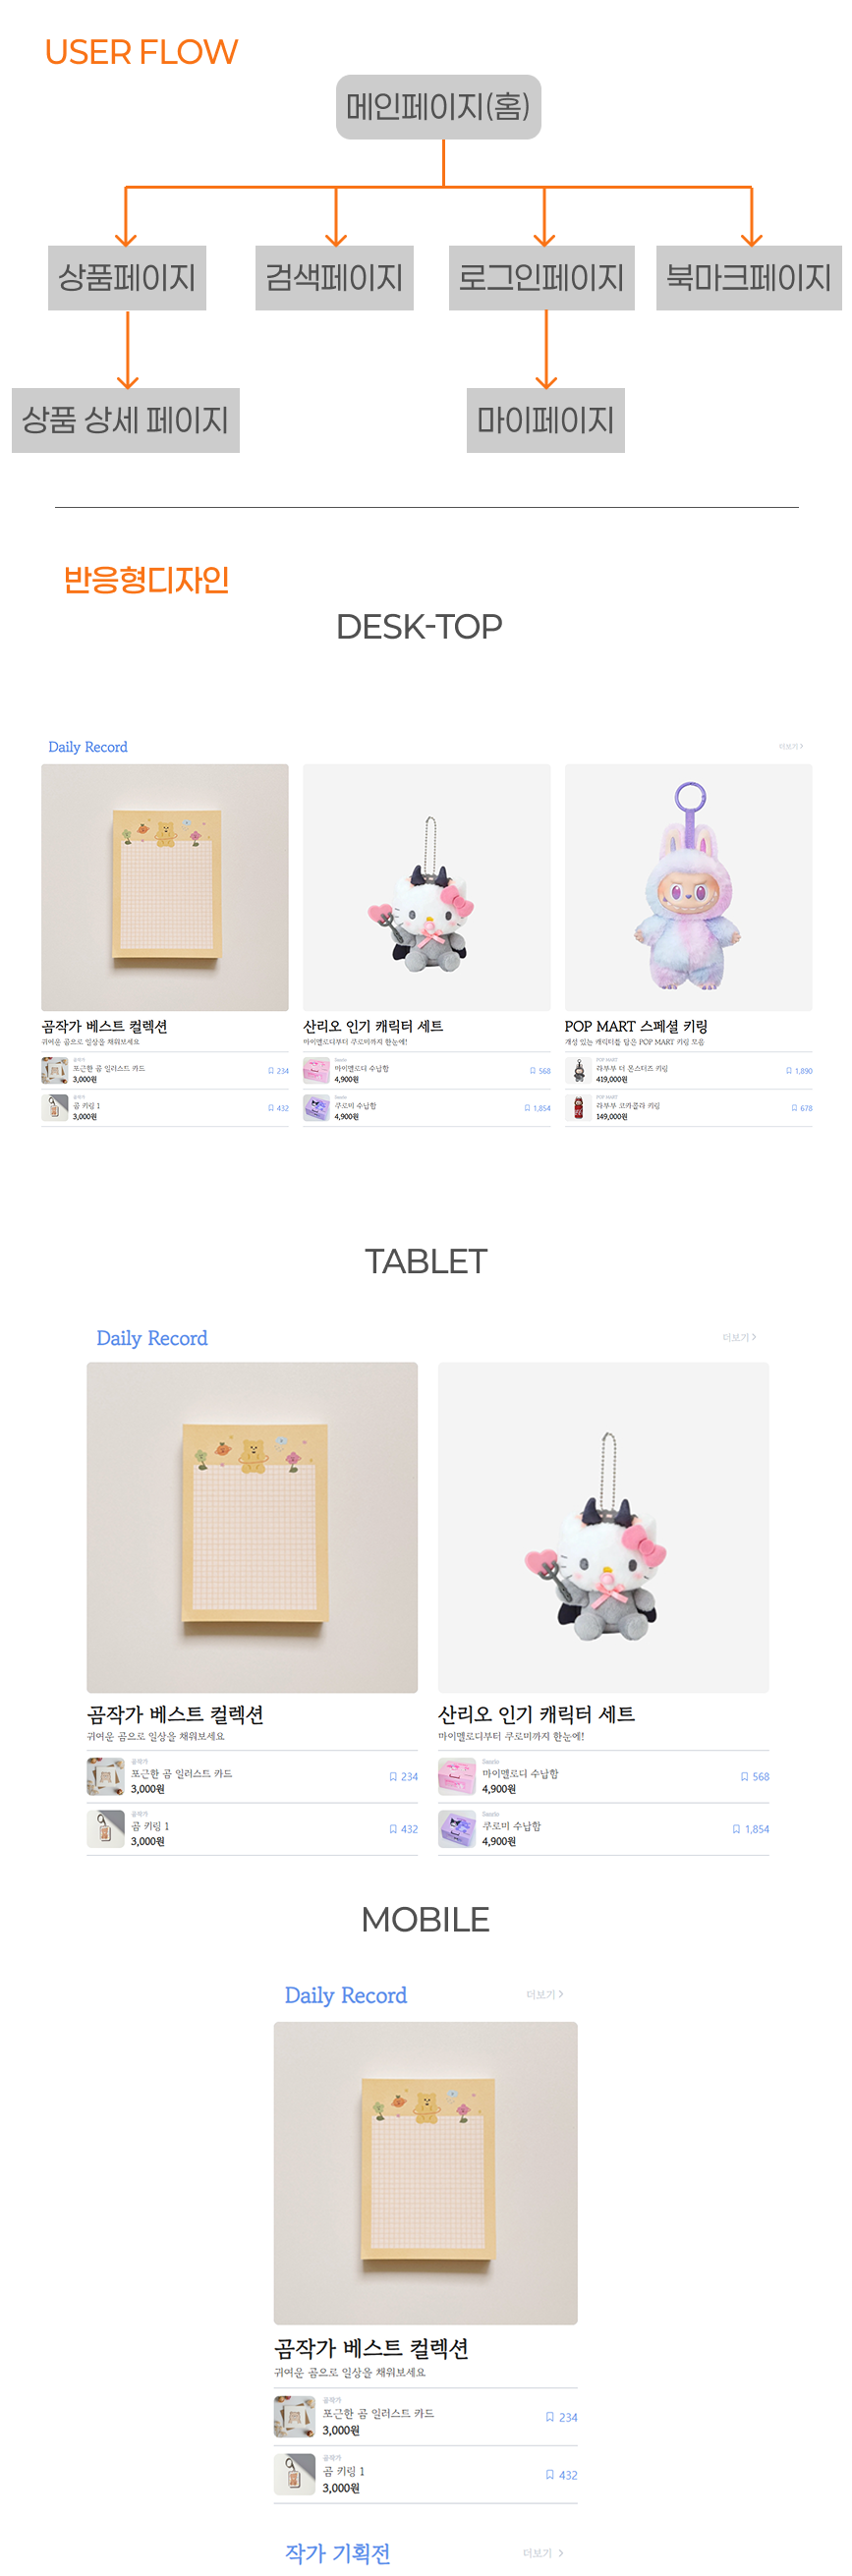 USER FLOW
메인페이지(홈)
상품페이지 검색페이지 로그인페이지 북마크페이지
상품 상세 페이지 마이페이지
반응형디자인
DESK-TOP
Daily Record 더보기 >
곰작가 베스트 컬렉션
귀여운 곰으로 일상을 채워보세요
곰작가
포근한 곰 일러스트 카드
3,000원
234
곰작가
곰 키링 1
3,000원
432
산리오 인기 캐릭터 세트
마이멜로디부터 쿠로미까지 한눈에!
마이멜로디 수납함
4,900원
568
쿠로미 수납함
4,900원
1,854
POP MART 스페셜 키링
개성 있는 캐릭터를 담은 POP MART 키링 모음
POP MART
라부부 더 몬스터즈 키링
419,000원
1,890
POP MART
라부부 코카콜라 키링
149,000원
678
TABLET
Daily Record 더보기 >
곰작가 베스트 컬렉션
귀여운 곰으로 일상을 채워보세요
곰작가
포근한 곰 일러스트 카드
3,000원
234
곰작가
곰 키링 1
3,000원
432
산리오 인기 캐릭터 세트
마이멜로디부터 쿠로미까지 한눈에!
마이멜로디 수납함
4,900원
568
쿠로미 수납함
4,900원
1,854
MOBILE
Daily Record 더보기 >
곰작가 베스트 컬렉션
귀여운 곰으로 일상을 채워보세요
곰작가
포근한 곰 일러스트 카드
3,000원
234
곰작가
곰 키링 1
3,000원
432
작가 기획전 더보기 >